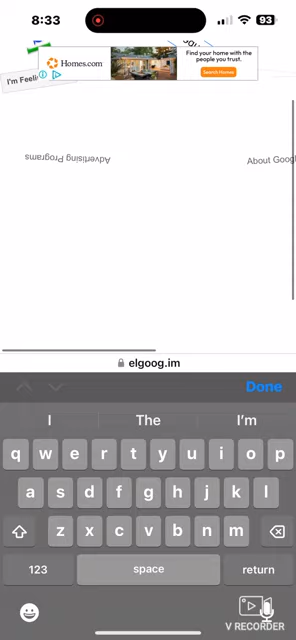 8:33
93
Homes.com
Find your home with the
people you trust.
Search Homes
I'm Feeli
Advertising Programs
About Goog
elgoog.im
Done
I The I'm
q w e r t y u i o p
a s d f g h j k l
z x c v b n m
123 space return
V RECORDER